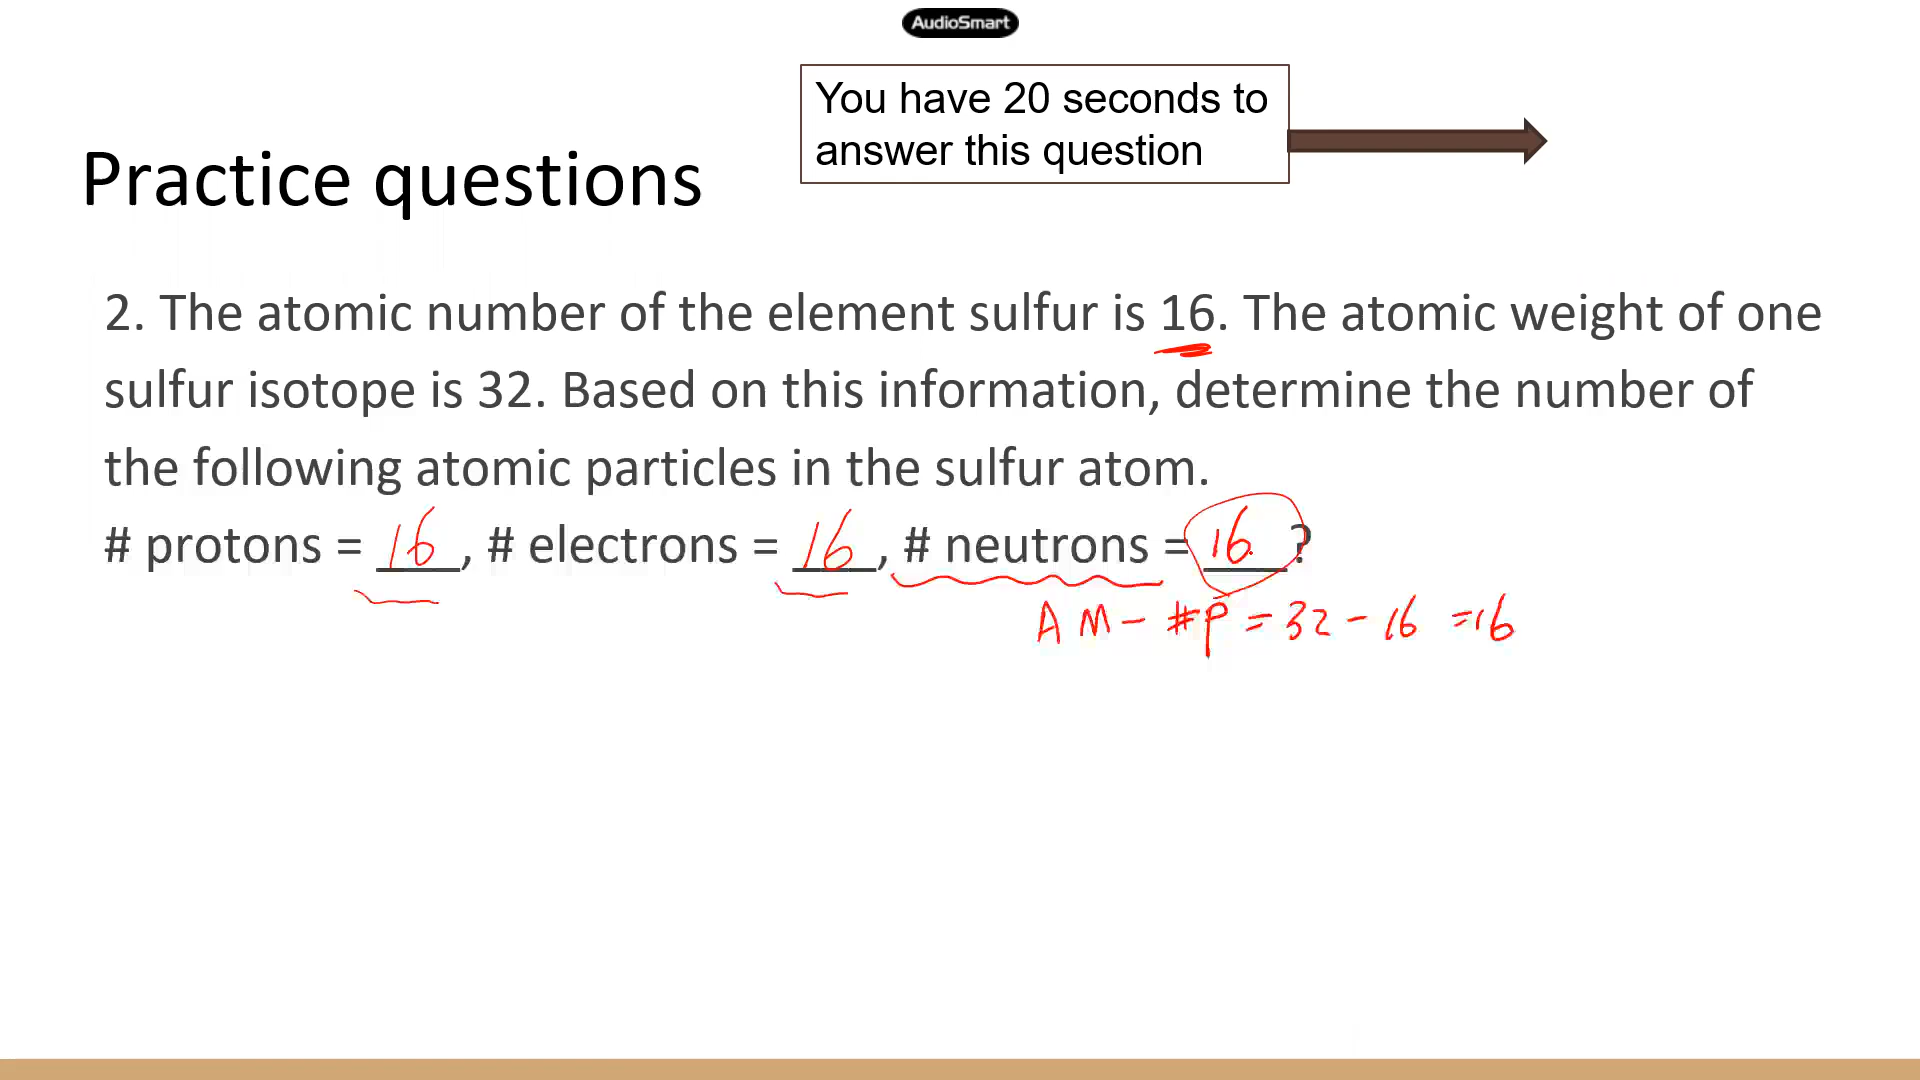 AudioSmart
You have 20 seconds to
answer this question
Practice questions
2. The atomic number of the element sulfur is 16. The atomic weight of one
sulfur isotope is 32. Based on this information, determine the number of
the following atomic particles in the sulfur atom.
# protons = 16, # electrons = 16, # neutrons = 16?
AM - #P = 32 - 16 = 16